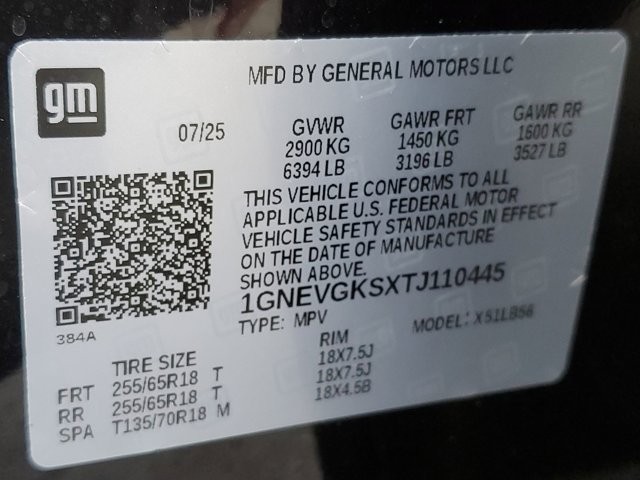 gm
MFD BY GENERAL MOTORS LLC
07/25 GVWR GAWR FRT GAWR RR
2900 KG 1450 KG 1600 KG
6394 LB 3196 LB 3527 LB
THIS VEHICLE CONFORMS TO ALL
APPLICABLE U.S. FEDERAL MOTOR
VEHICLE SAFETY STANDARDS IN EFFECT
ON THE DATE OF MANUFACTURE
SHOWN ABOVE.
1GNEVGKSXTJ110445
384A
TYPE: MPV MODEL: X51LB56
TIRE SIZE RIM
FRT 255/65R18 T 18X7.5J
RR 255/65R18 T 18X7.5J
SPA T135/70R18 M 18X4.5B